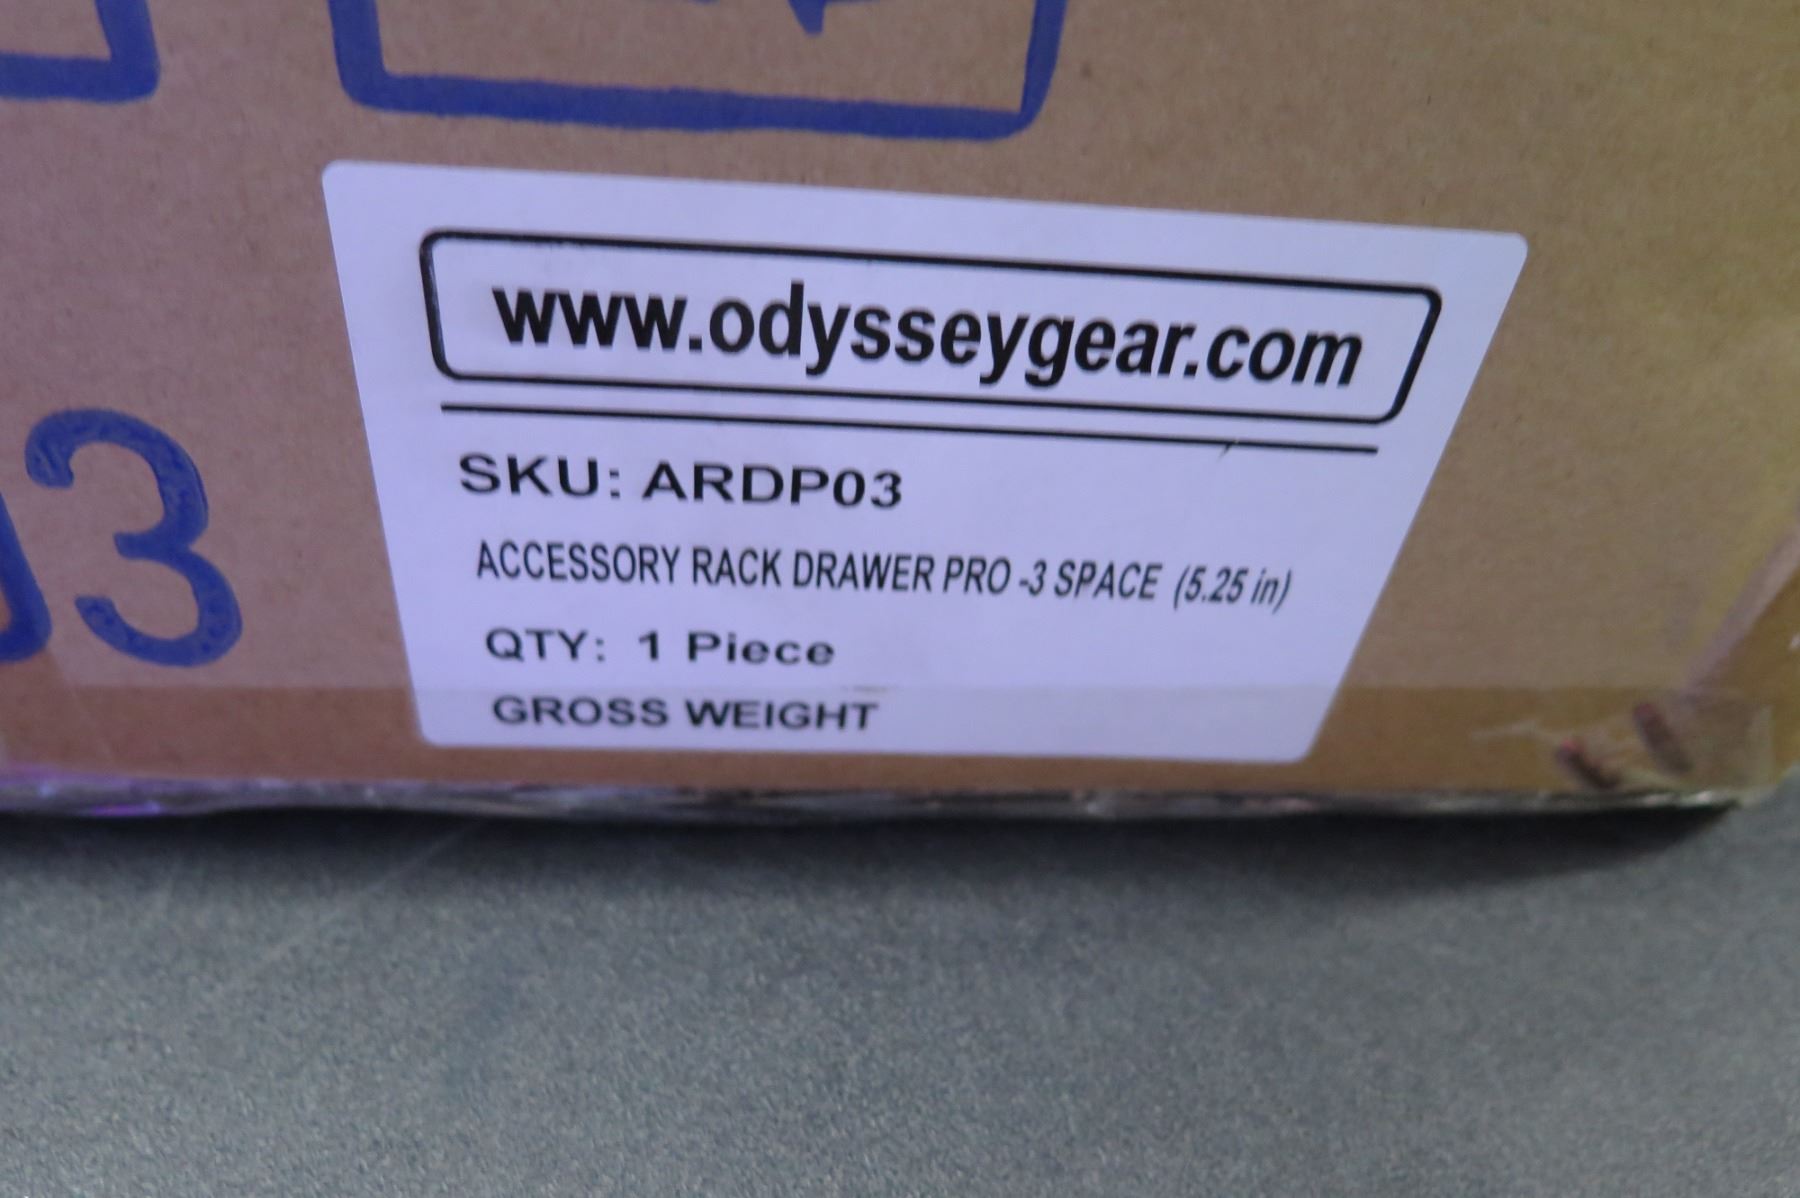 www.odysseygear.com
SKU: ARDP03
ACCESSORY RACK DRAWER PRO -3 SPACE (5.25 in)
QTY: 1 Piece
GROSS WEIGHT
03